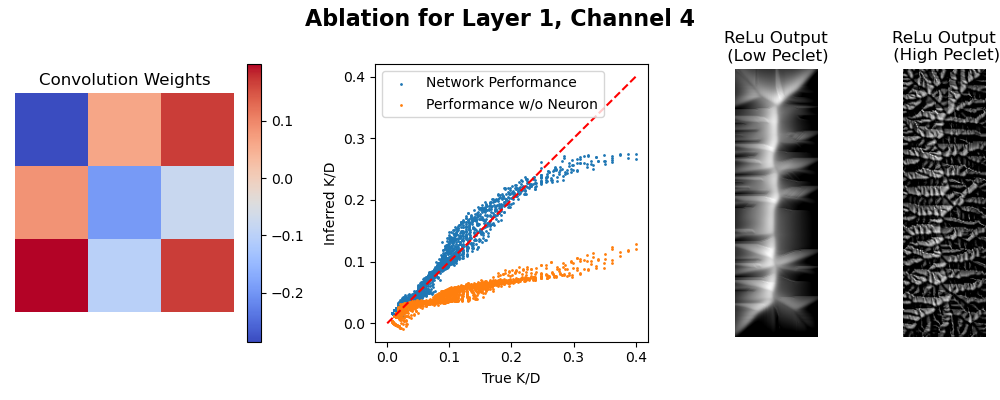 Ablation for Layer 1, Channel 4
Convolution Weights
0.1
0.0
−0.1
−0.2
Network Performance
Performance w/o Neuron
Inferred K/D
0.4
0.3
0.2
0.1
0.0
0.0 0.1 0.2 0.3 0.4
True K/D
ReLu Output
(Low Peclet)
ReLu Output
(High Peclet)